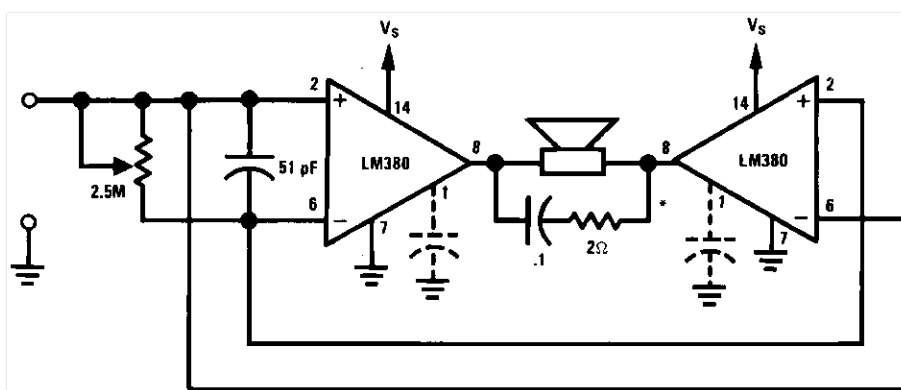 Vs Vs
2 14 8 8 14 2
+ +
LM380 LM380
51 pF
2.5M
6 1 * 1 6
− −
7 7
.1 2Ω